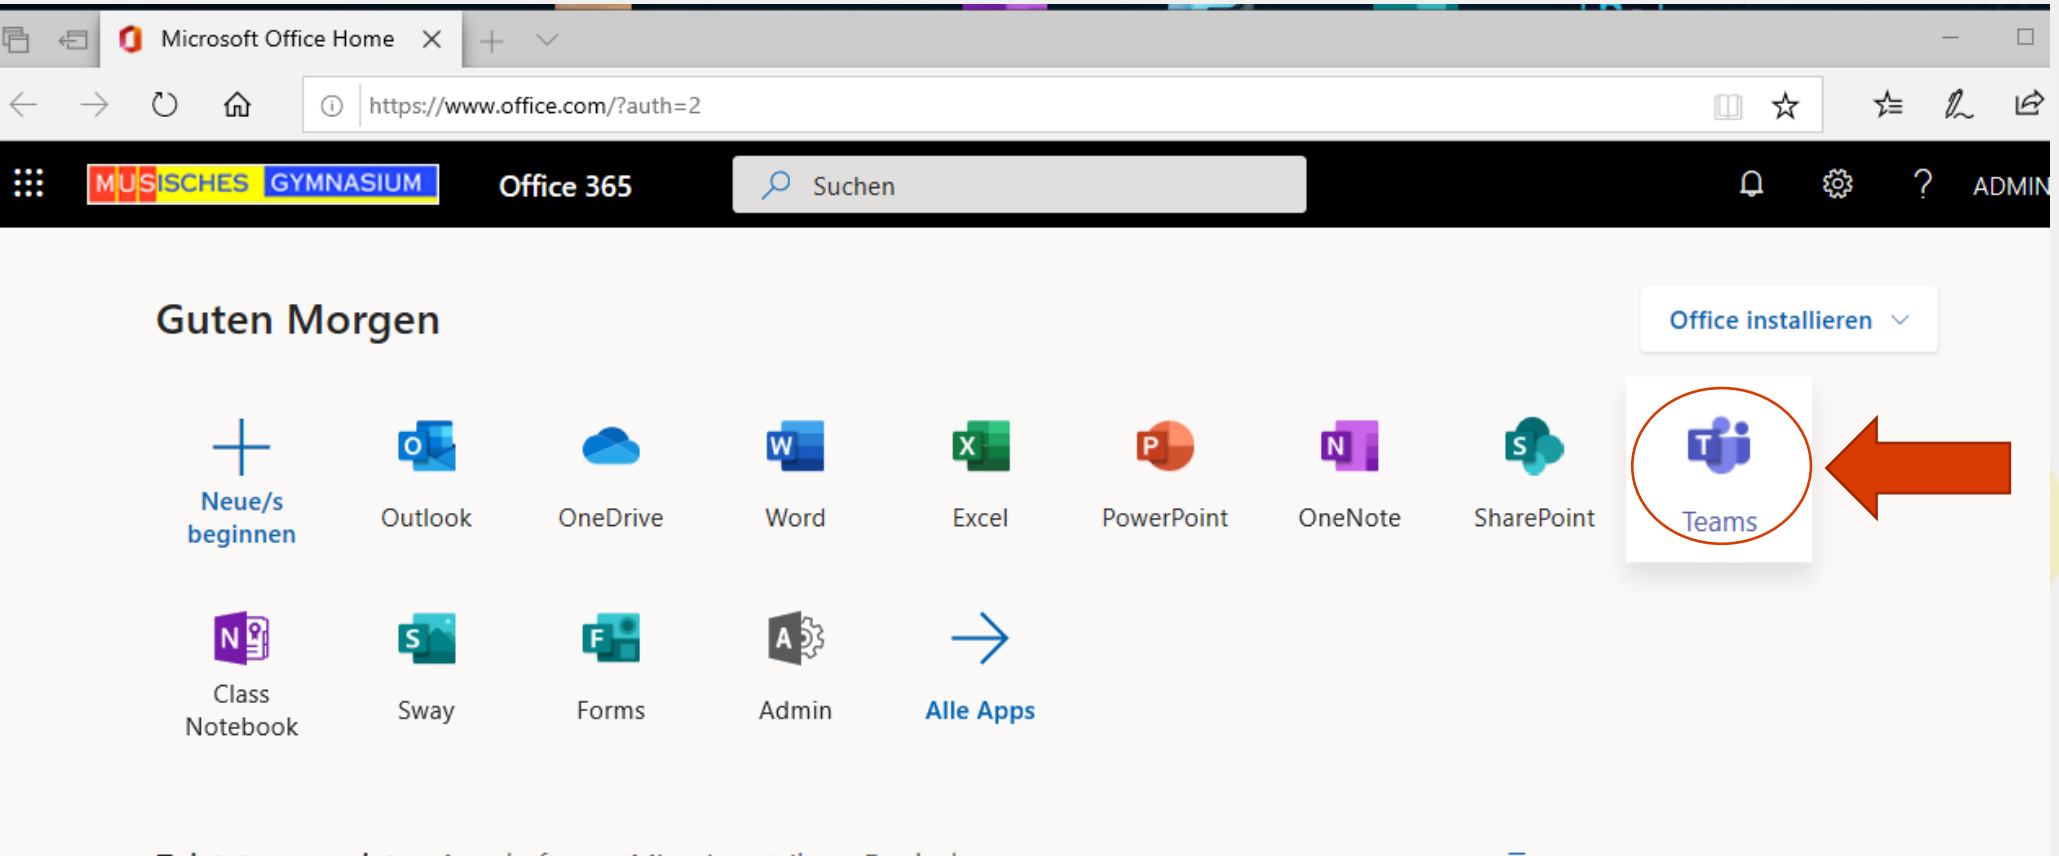 Microsoft Office Home
https://www.office.com/?auth=2
MUSISCHES GYMNASIUM
Office 365
Suchen
ADMIN
Guten Morgen
Office installieren
Neue/s
beginnen
Outlook
OneDrive
Word
Excel
PowerPoint
OneNote
SharePoint
Teams
Class
Notebook
Sway
Forms
Admin
Alle Apps